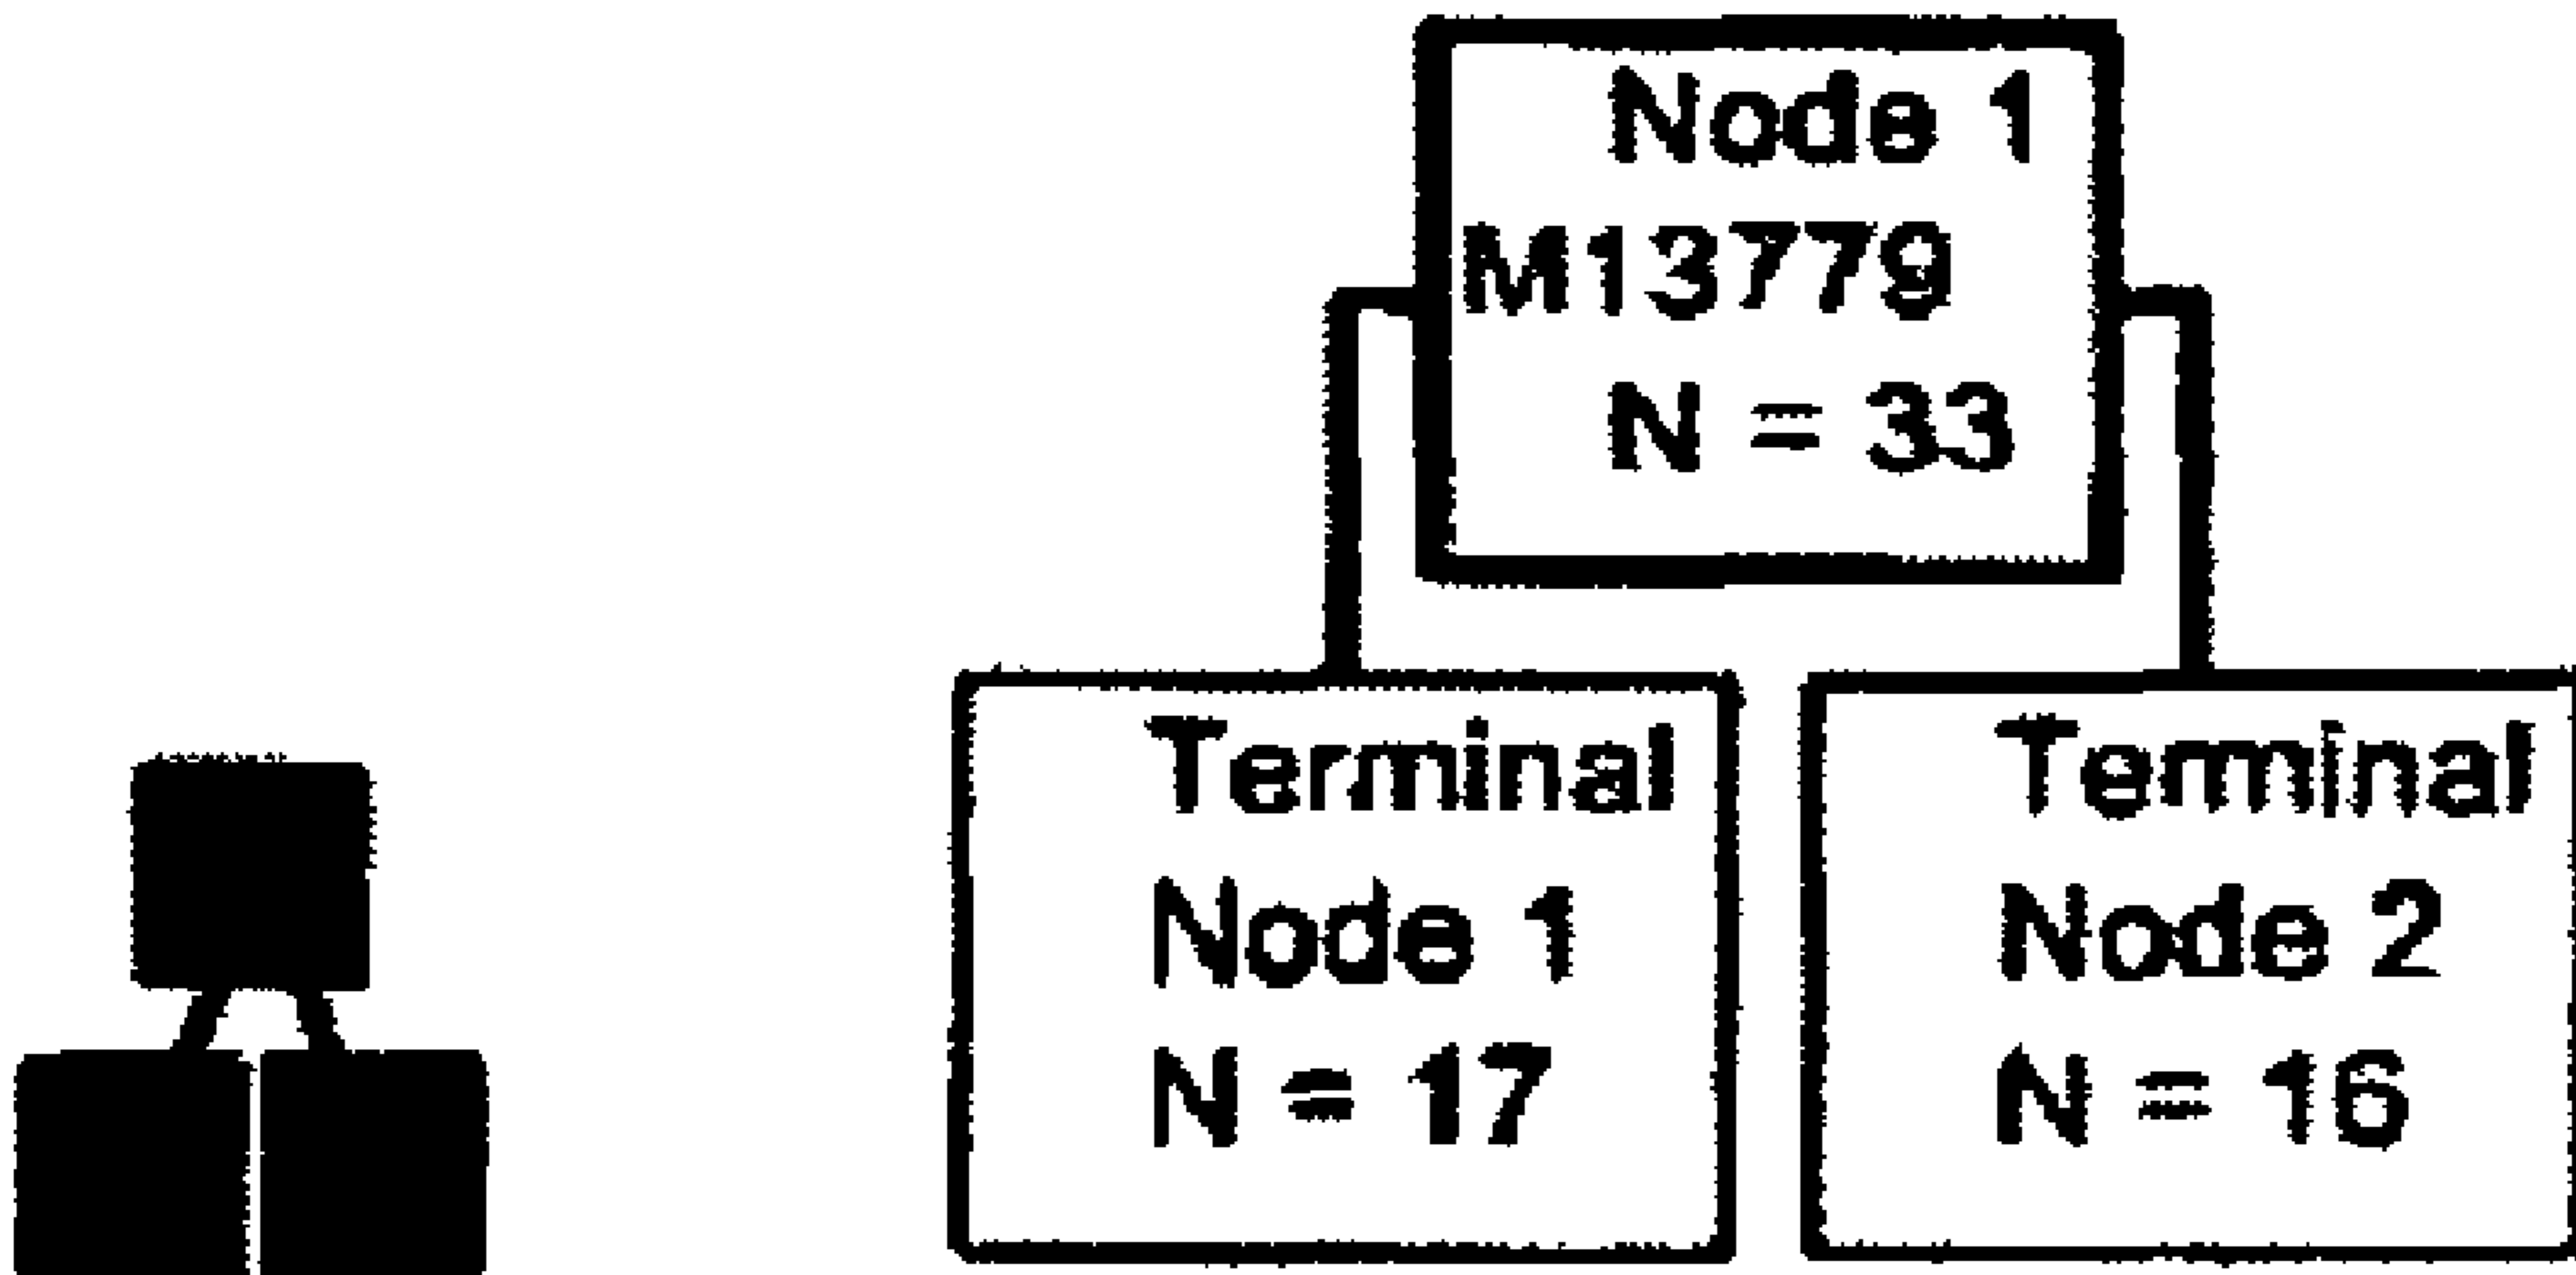 Node 1
M13779
N = 33
Terminal
Node 1
N = 17
Terminal
Node 2
N = 16